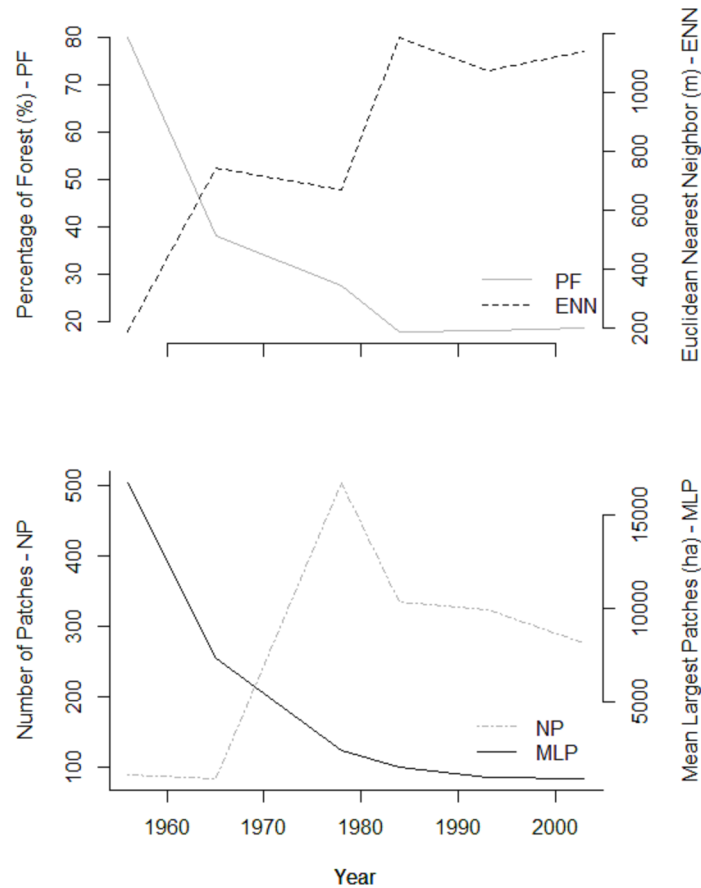 Percentage of Forest (%) - PF
80
70
60
50
40
30
20
1000
800
600
400
200
Euclidean Nearest Neighbor (m) - ENN
PF
ENN
Number of Patches - NP
500
400
300
200
100
15000
10000
5000
Mean Largest Patches (ha) - MLP
NP
MLP
1960 1970 1980 1990 2000
Year